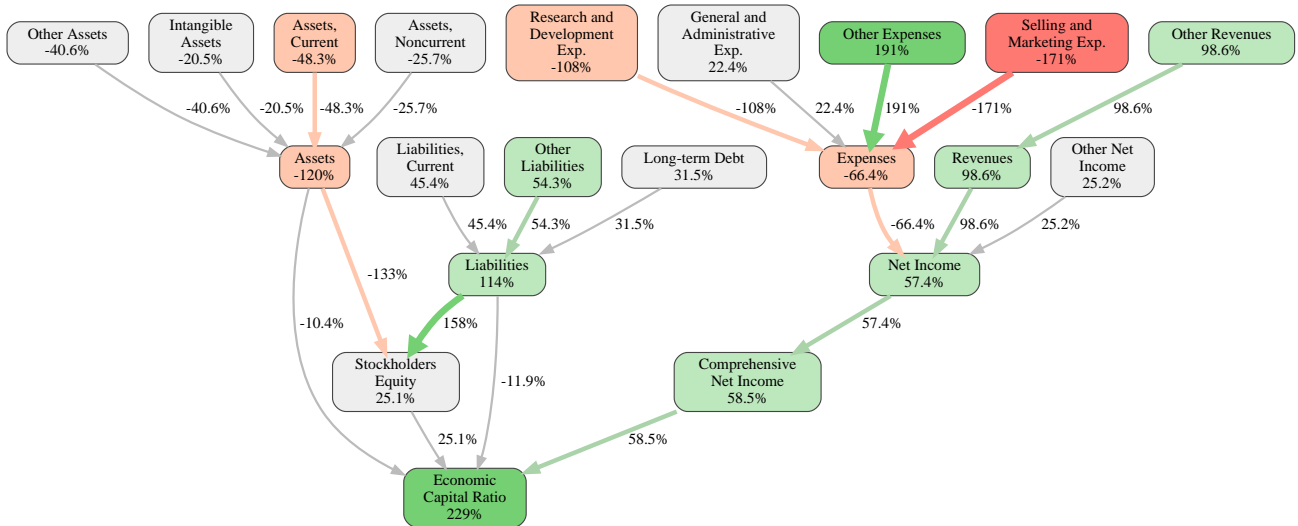 Other Assets
-40.6%
Intangible
Assets
-20.5%
Assets,
Current
-48.3%
Assets,
Noncurrent
-25.7%
Research and
Development
Exp.
-108%
General and
Administrative
Exp.
22.4%
Other Expenses
191%
Selling and
Marketing Exp.
-171%
Other Revenues
98.6%
-40.6%
-20.5%
-48.3%
-25.7%
-108%
22.4%
191%
-171%
98.6%
Assets
-120%
Liabilities,
Current
45.4%
Other
Liabilities
54.3%
Long-term Debt
31.5%
Expenses
-66.4%
Revenues
98.6%
Other Net
Income
25.2%
45.4%
54.3%
31.5%
-66.4%
98.6%
25.2%
Liabilities
114%
Net Income
57.4%
-133%
-10.4%
158%
57.4%
Stockholders
Equity
25.1%
-11.9%
Comprehensive
Net Income
58.5%
25.1%
58.5%
Economic
Capital Ratio
229%